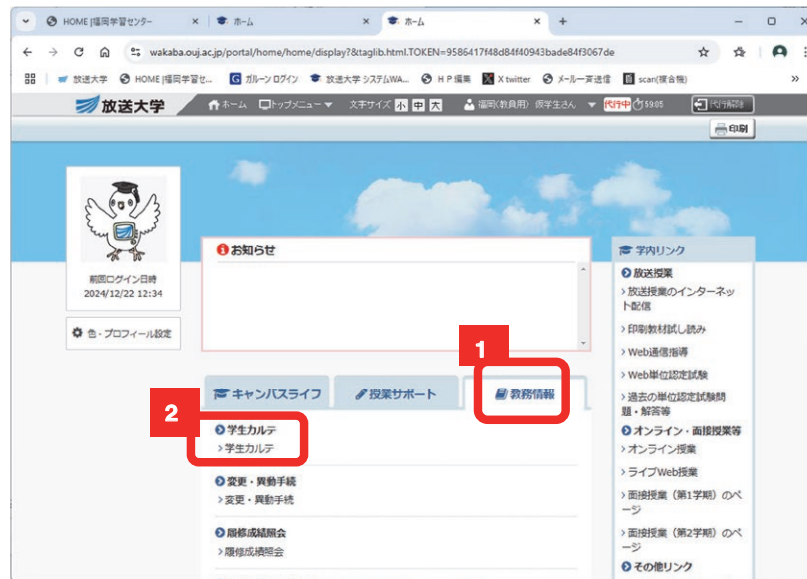 HOME |福岡学習センター
ホーム
ホーム
wakaba.ouj.ac.jp/portal/home/home/display?&taglib.html.TOKEN=9586417f48d84f40943bade84f3067de
放送大学 HOME |福岡学習セ... ガルーン ログイン 放送大学 システムWA... H P 編集 X twitter メール一斉送信 scan(複合機)
放送大学 ホーム トップメニュー 文字サイズ 小 中 大 福岡(教員用) 仮学生さん 代行中 59:05 代行解除
印刷
前回ログイン日時
2024/12/22 12:34
色・プロフィール設定
お知らせ
1
キャンパスライフ 授業サポート 教務情報
2
学生カルテ
学生カルテ
変更・異動手続
変更・異動手続
履修成績照会
履修成績照会
学内リンク
放送授業
放送授業のインターネッ
ト配信
印刷教材試し読み
Web通信指導
Web単位認定試験
過去の単位認定試験問
題・解答等
オンライン・面接授業等
オンライン授業
ライブWeb授業
面接授業（第1学期）のペ
ージ
面接授業（第2学期）のペ
ージ
その他リンク